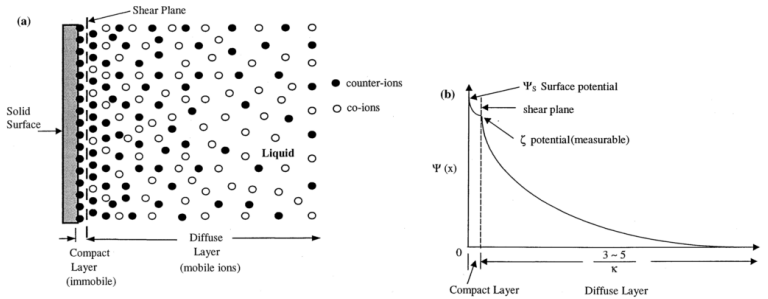 (a)
Shear Plane
counter-ions
co-ions
Solid
Surface
Liquid
Compact
Layer
(immobile)
Diffuse
Layer
(mobile ions)
(b)
Ψs Surface potential
shear plane
ζ potential(measurable)
Ψ (x)
0
3 ~ 5
κ
Compact Layer
Diffuse Layer